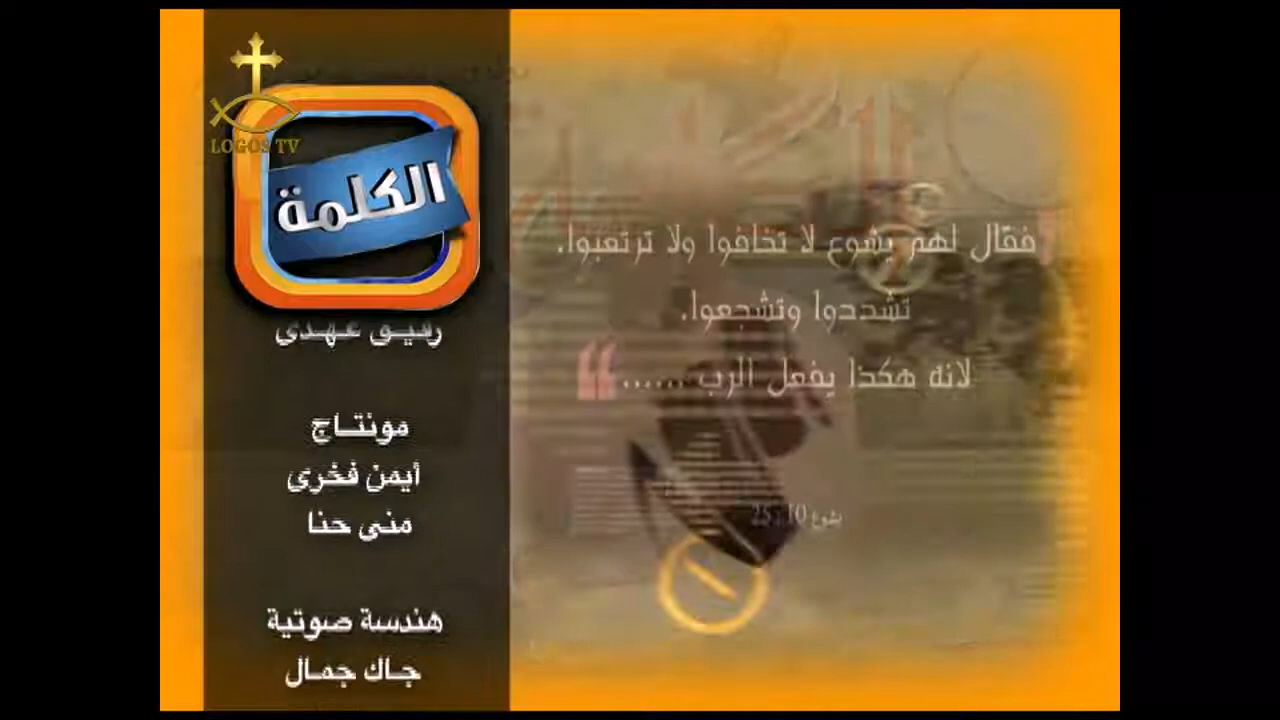 LOGOS TV
الكلمة
رفيق عهدى
مونتاج
أيمن فخرى
منى حنا
هندسة صوتية
جاك جمال
فقال لهم يشوع لا تخافوا ولا ترتعبوا.
تشددوا وتشجعوا.
لانه هكذا يفعل الرب ......“
يشوع 10 : 25